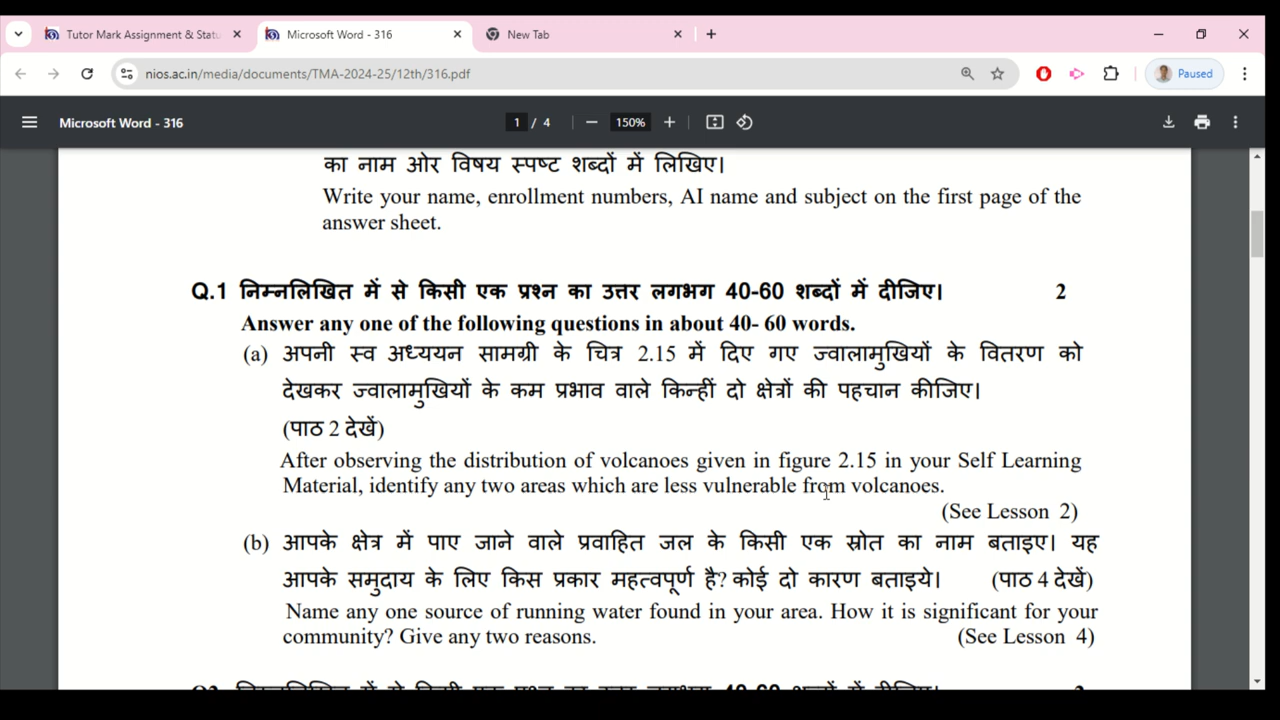 Tutor Mark Assignment & Statu
Microsoft Word - 316
New Tab
nios.ac.in/media/documents/TMA-2024-25/12th/316.pdf
Paused
Microsoft Word - 316
1 / 4
150%
का नाम ओर विषय स्पष्ट शब्दों में लिखिए।
Write your name, enrollment numbers, AI name and subject on the first page of the
answer sheet.
Q.1 निम्नलिखित में से किसी एक प्रश्न का उत्तर लगभग 40-60 शब्दों में दीजिए। 2
Answer any one of the following questions in about 40- 60 words.
(a) अपनी स्व अध्ययन सामग्री के चित्र 2.15 में दिए गए ज्वालामुखियों के वितरण को
देखकर ज्वालामुखियों के कम प्रभाव वाले किन्हीं दो क्षेत्रों की पहचान कीजिए।
(पाठ 2 देखें)
After observing the distribution of volcanoes given in figure 2.15 in your Self Learning
Material, identify any two areas which are less vulnerable from volcanoes.
(See Lesson 2)
(b) आपके क्षेत्र में पाए जाने वाले प्रवाहित जल के किसी एक स्रोत का नाम बताइए। यह
आपके समुदाय के लिए किस प्रकार महत्वपूर्ण है? कोई दो कारण बताइये। (पाठ 4 देखें)
Name any one source of running water found in your area. How it is significant for your
community? Give any two reasons. (See Lesson 4)